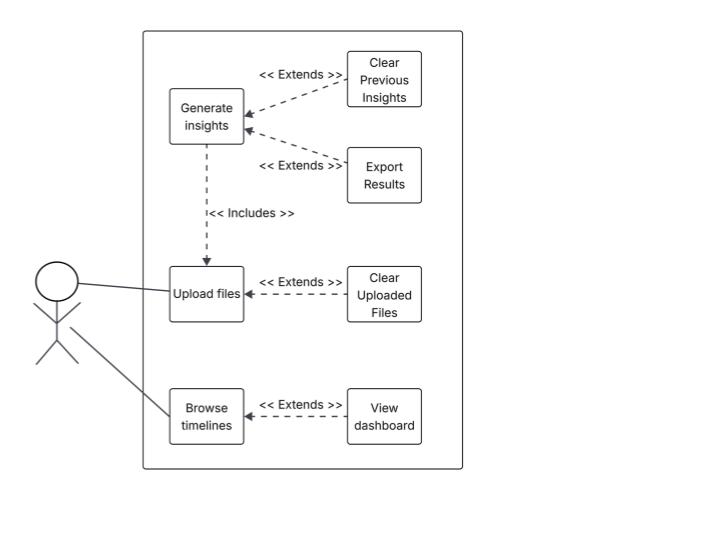 << Extends >>
Clear
Previous
Insights
Generate
insights
<< Extends >>
Export
Results
<< Includes >>
Upload files
<< Extends >>
Clear
Uploaded
Files
Browse
timelines
<< Extends >>
View
dashboard